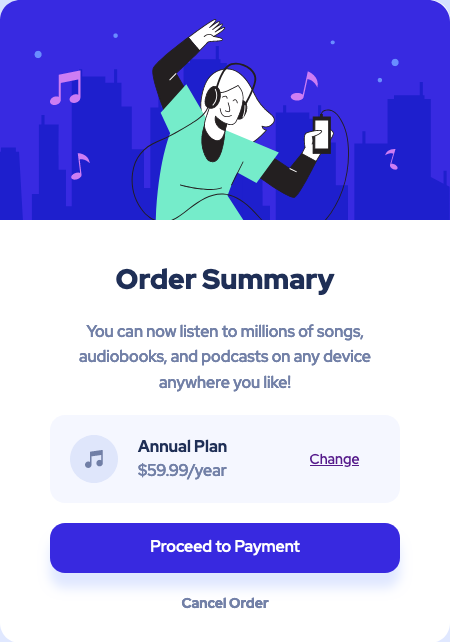 Order Summary
You can now listen to millions of songs,
audiobooks, and podcasts on any device
anywhere you like!
Annual Plan
$59.99/year
Change
Proceed to Payment
Cancel Order